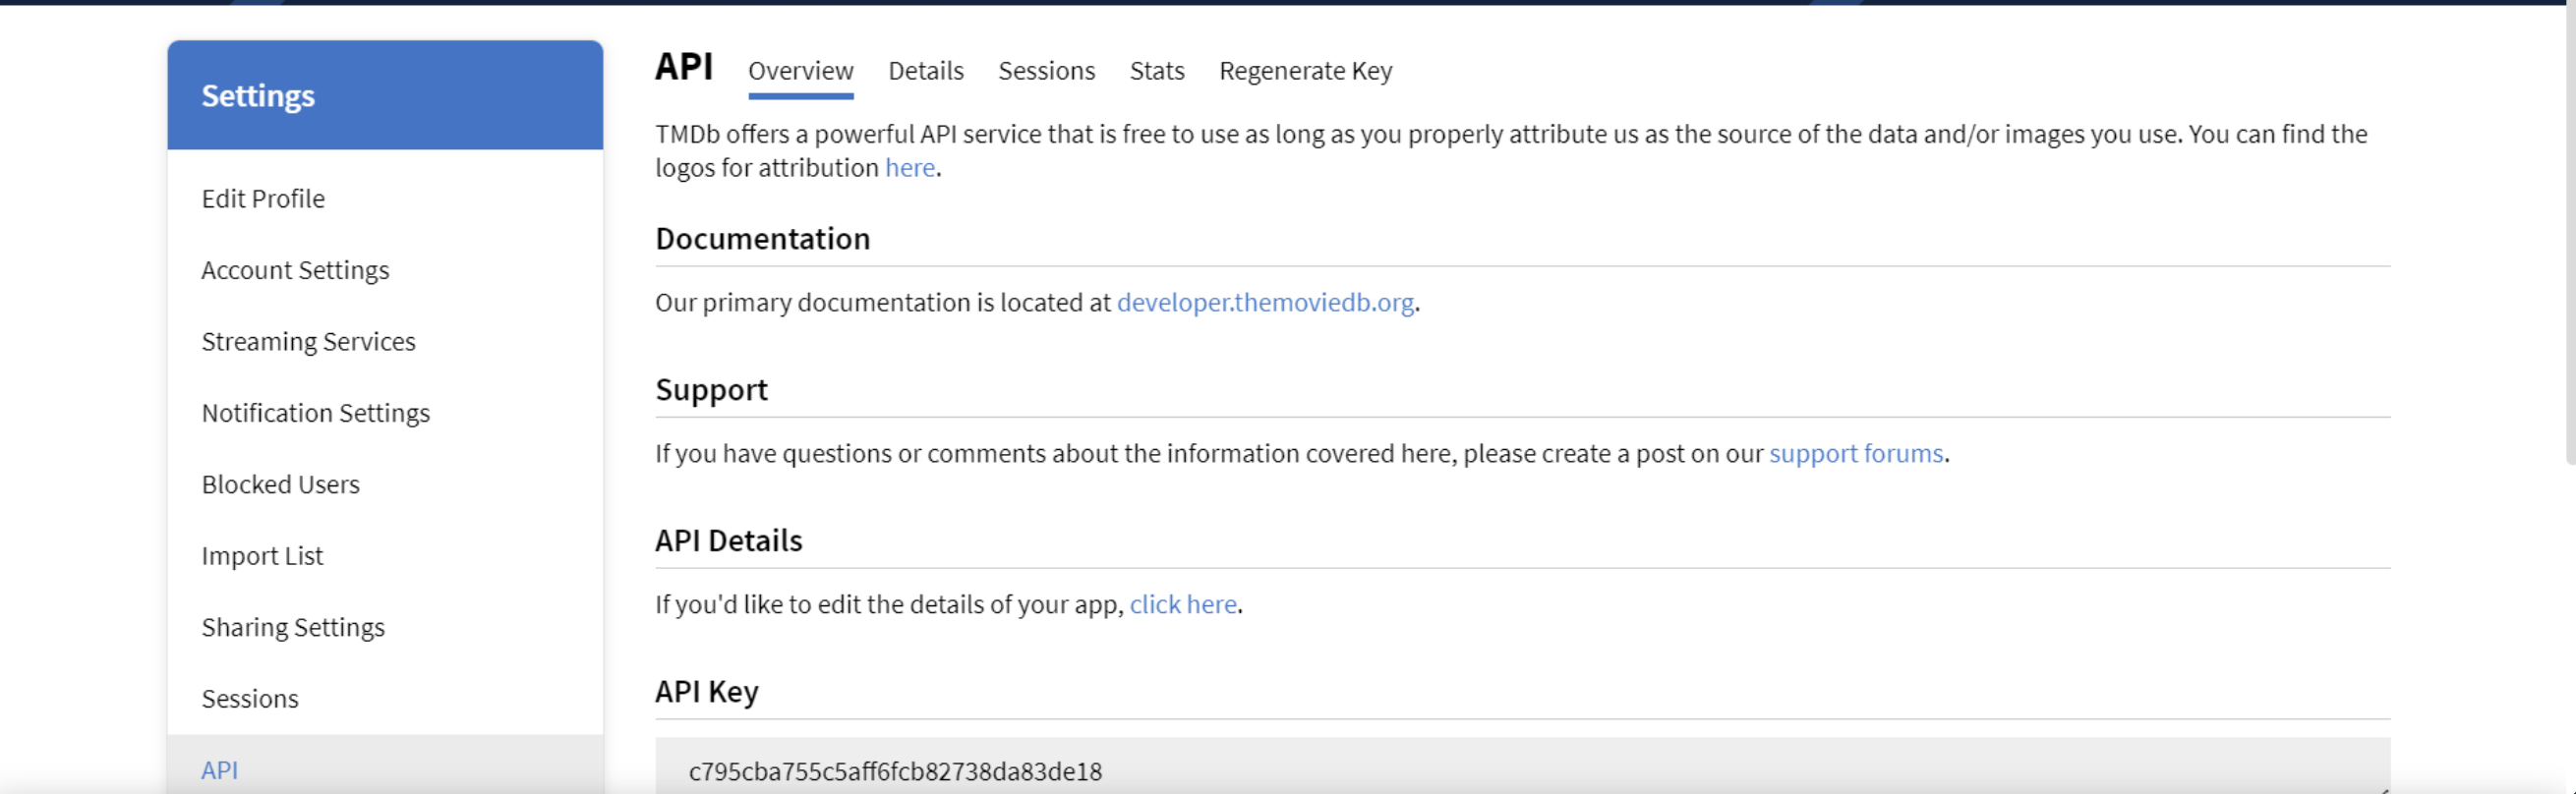 Settings
Edit Profile
Account Settings
Streaming Services
Notification Settings
Blocked Users
Import List
Sharing Settings
Sessions
API
API Overview Details Sessions Stats Regenerate Key
TMDb offers a powerful API service that is free to use as long as you properly attribute us as the source of the data and/or images you use. You can find the
logos for attribution here.
Documentation
Our primary documentation is located at developer.themoviedb.org.
Support
If you have questions or comments about the information covered here, please create a post on our support forums.
API Details
If you'd like to edit the details of your app, click here.
API Key
c795cba755c5aff6fcb82738da83de18